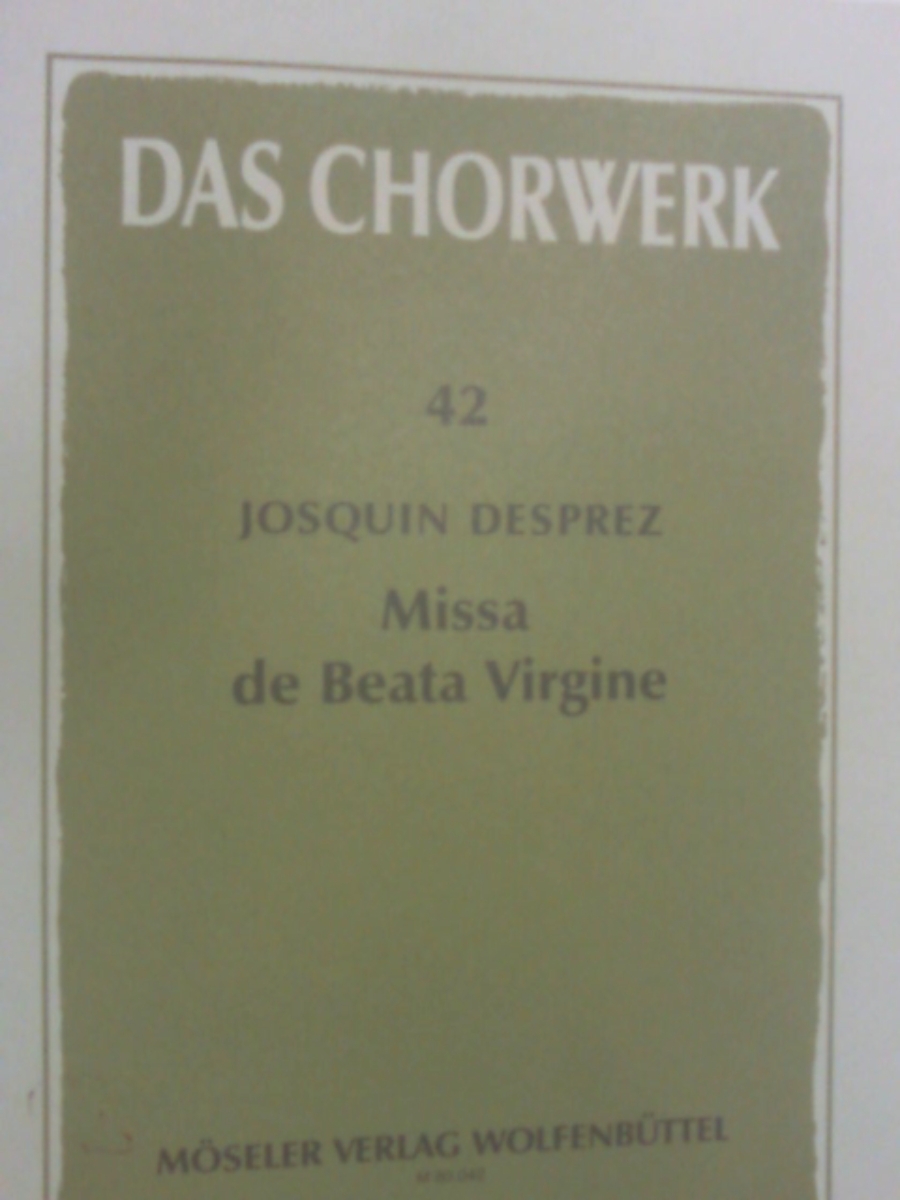 DAS CHORWERK
42
JOSQUIN DESPREZ
Missa
de Beata Virgine
MÖSELER VERLAG WOLFENBÜTTEL